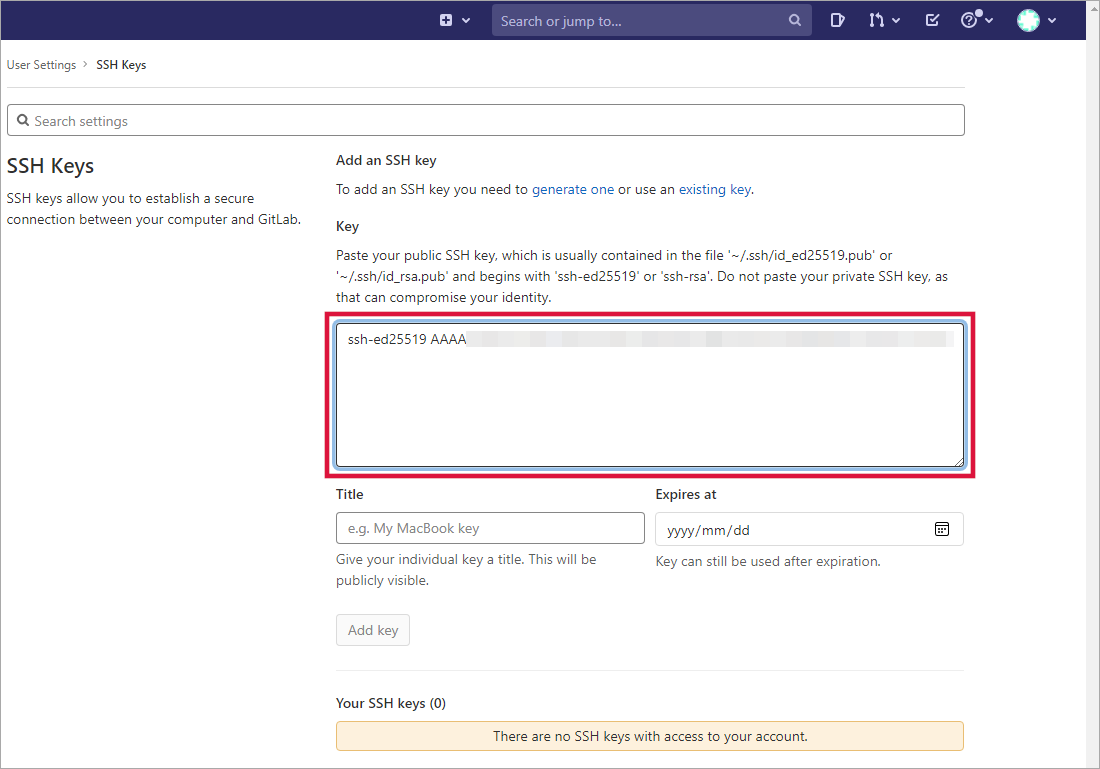 Search or jump to...
User Settings › SSH Keys
Search settings
SSH Keys
SSH keys allow you to establish a secure
connection between your computer and GitLab.
Add an SSH key
To add an SSH key you need to generate one or use an existing key.
Key
Paste your public SSH key, which is usually contained in the file '~/.ssh/id_ed25519.pub' or
'~/.ssh/id_rsa.pub' and begins with 'ssh-ed25519' or 'ssh-rsa'. Do not paste your private SSH key, as
that can compromise your identity.
ssh-ed25519 AAAA
Title
e.g. My MacBook key
Give your individual key a title. This will be
publicly visible.
Expires at
yyyy/mm/dd
Key can still be used after expiration.
Add key
Your SSH keys (0)
There are no SSH keys with access to your account.